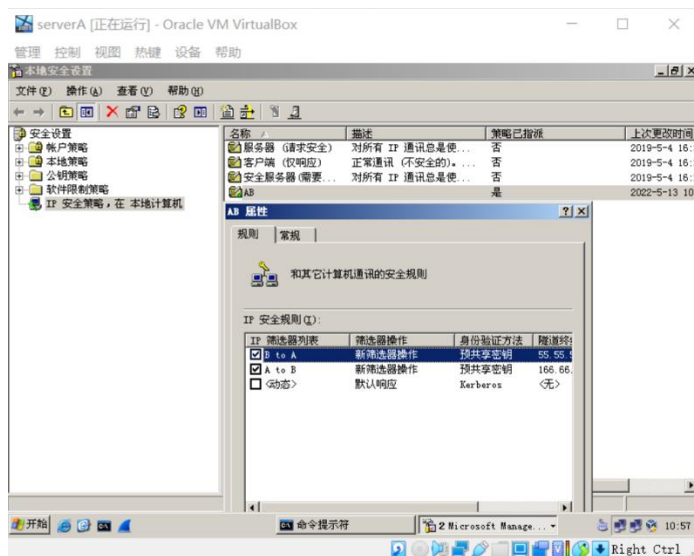 serverA [正在运行] - Oracle VM VirtualBox
管理 控制 视图 热键 设备 帮助
本地安全设置
文件(F) 操作(A) 查看(V) 帮助(H)
安全设置
帐户策略
本地策略
公钥策略
软件限制策略
IP 安全策略，在 本地计算机
名称 描述 策略已指派 上次更改时间
服务器 (请求安全) 对所有 IP 通讯总是使... 否 2019-5-4 16:
客户端 (仅响应) 正常通讯 (不安全的)。... 否 2019-5-4 16:
安全服务器(需要... 对所有 IP 通讯总是使... 否 2019-5-4 16:
AB 是 2022-5-13 10
AB 属性
规则 常规
和其它计算机通讯的安全规则
IP 安全规则(I):
IP 筛选器列表 筛选器操作 身份验证方法 隧道终
B to A 新筛选器操作 预共享密钥 55.55.
A to B 新筛选器操作 预共享密钥 166.66.
<动态> 默认响应 Kerberos <无>
开始 命令提示符 2 Microsoft Manage... 10:57
Right Ctrl